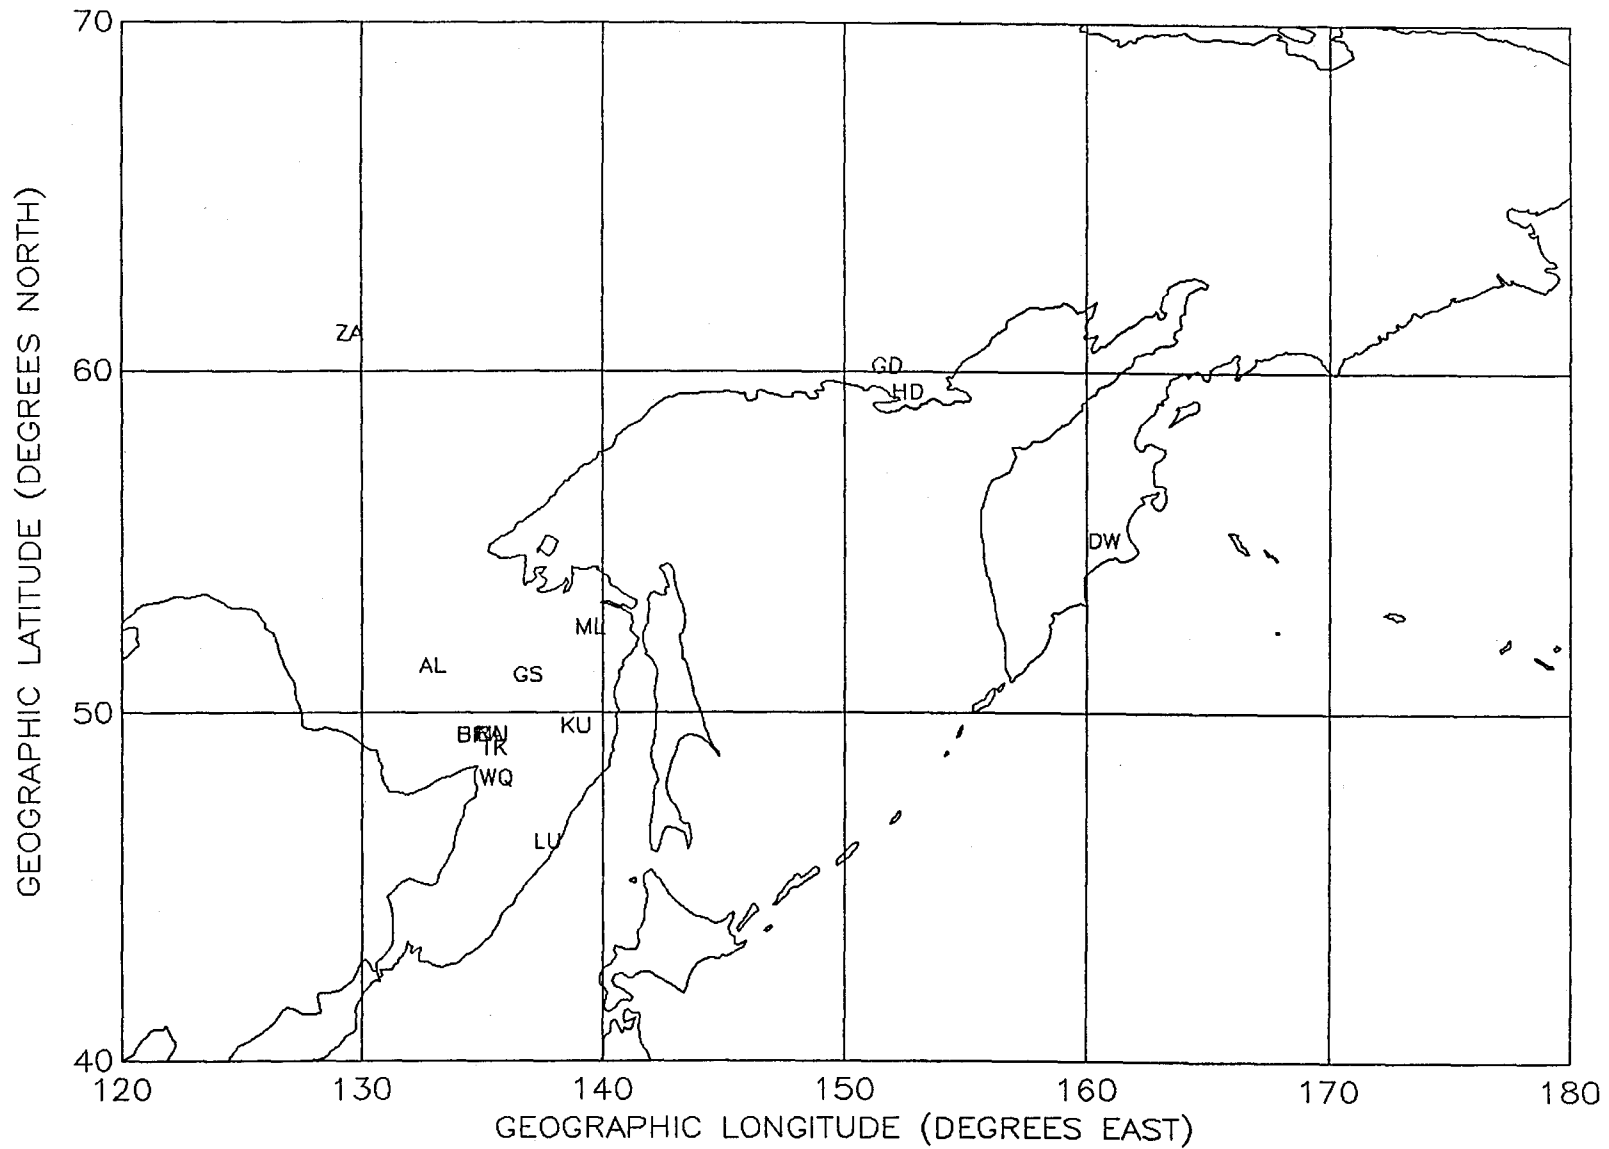 70
60
50
40
120 130 140 150 160 170 180
GEOGRAPHIC LATITUDE (DEGREES NORTH)
GEOGRAPHIC LONGITUDE (DEGREES EAST)
ZA
GD
HD
DW
ML
AL
GS
KU
TK
WQ
LU